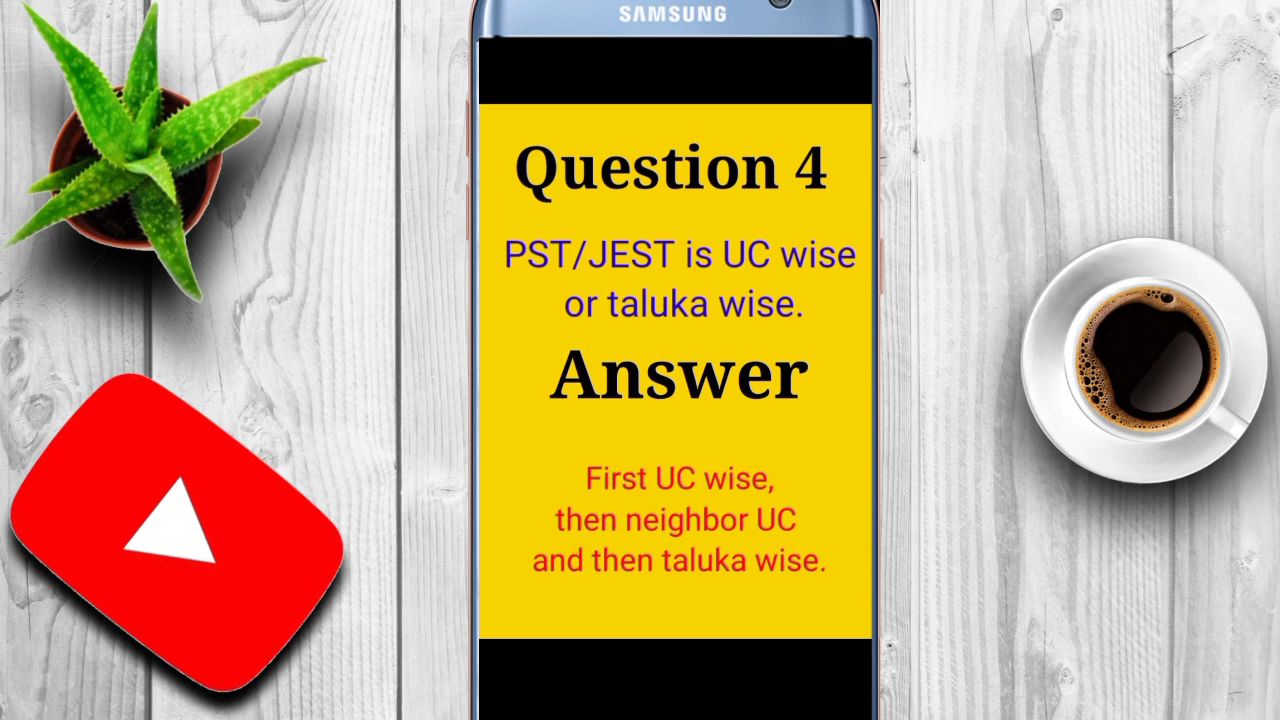 SAMSUNG
Question 4
PST/JEST is UC wise
or taluka wise.
Answer
First UC wise,
then neighbor UC
and then taluka wise.